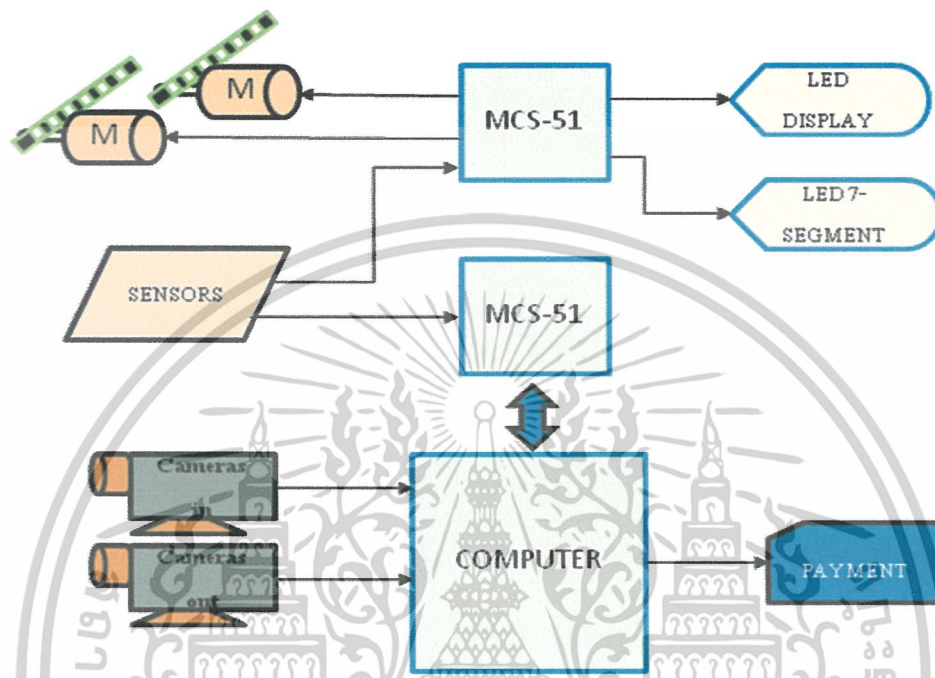 M
M
MCS-51
LED
DISPLAY
LED 7-
SEGMENT
SENSORS
MCS-51
Cameras
in
Cameras
out
COMPUTER
PAYMENT